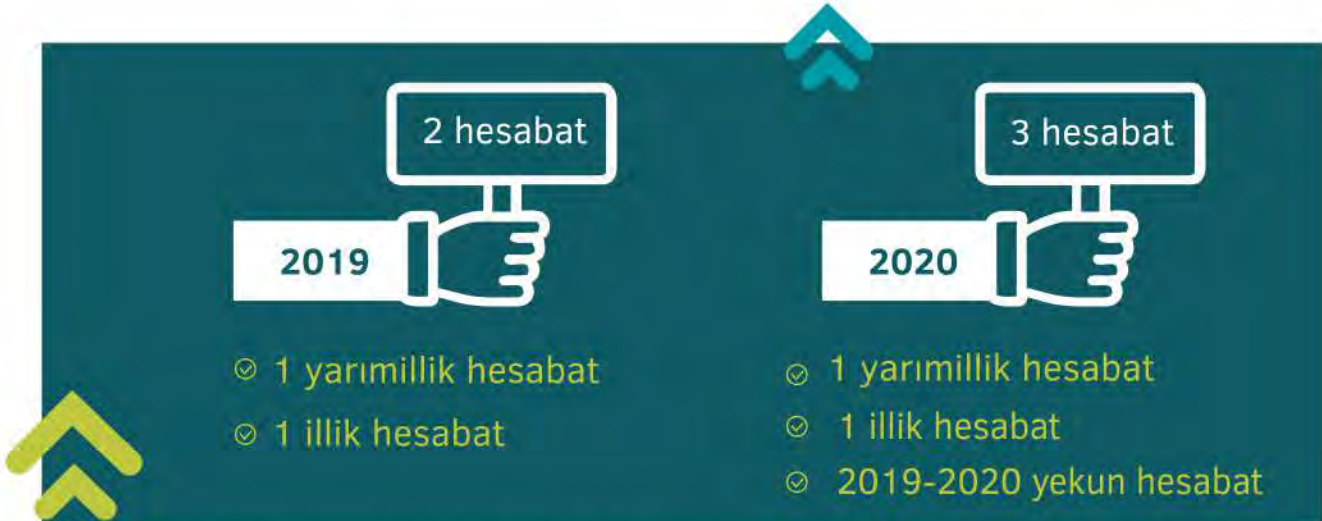 2 hesabat
2019
1 yarımillik hesabat
1 illik hesabat
3 hesabat
2020
1 yarımillik hesabat
1 illik hesabat
2019-2020 yekun hesabat